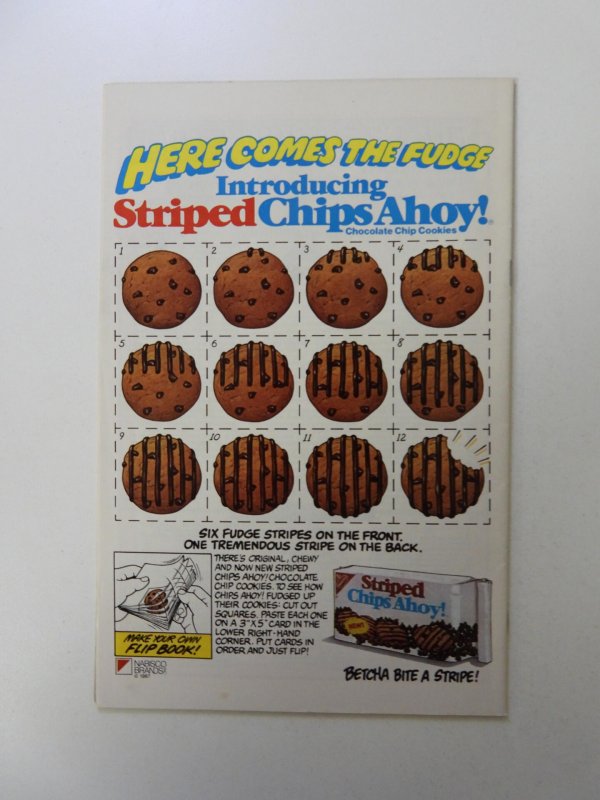 HERE COMES THE FUDGE
Introducing
Striped Chips Ahoy!®
Chocolate Chip Cookies
1 2 3 4
5 6 7 8
9 10 11 12
SIX FUDGE STRIPES ON THE FRONT.
ONE TREMENDOUS STRIPE ON THE BACK.
THERE'S ORIGINAL, CHEWY
AND NOW NEW STRIPED
CHIPS AHOY! CHOCOLATE
CHIP COOKIES. TO SEE HOW
CHIPS AHOY! FUDGED UP
THEIR COOKIES: CUT OUT
SQUARES. PASTE EACH ONE
ON A 3"X5" CARD IN THE
LOWER RIGHT-HAND
CORNER. PUT CARDS IN
ORDER AND JUST FLIP!
MAKE YOUR OWN
FLIP BOOK!
NABISCO
BRANDS
© 1987
Striped
Chips Ahoy!
NEW!
BETCHA BITE A STRIPE!